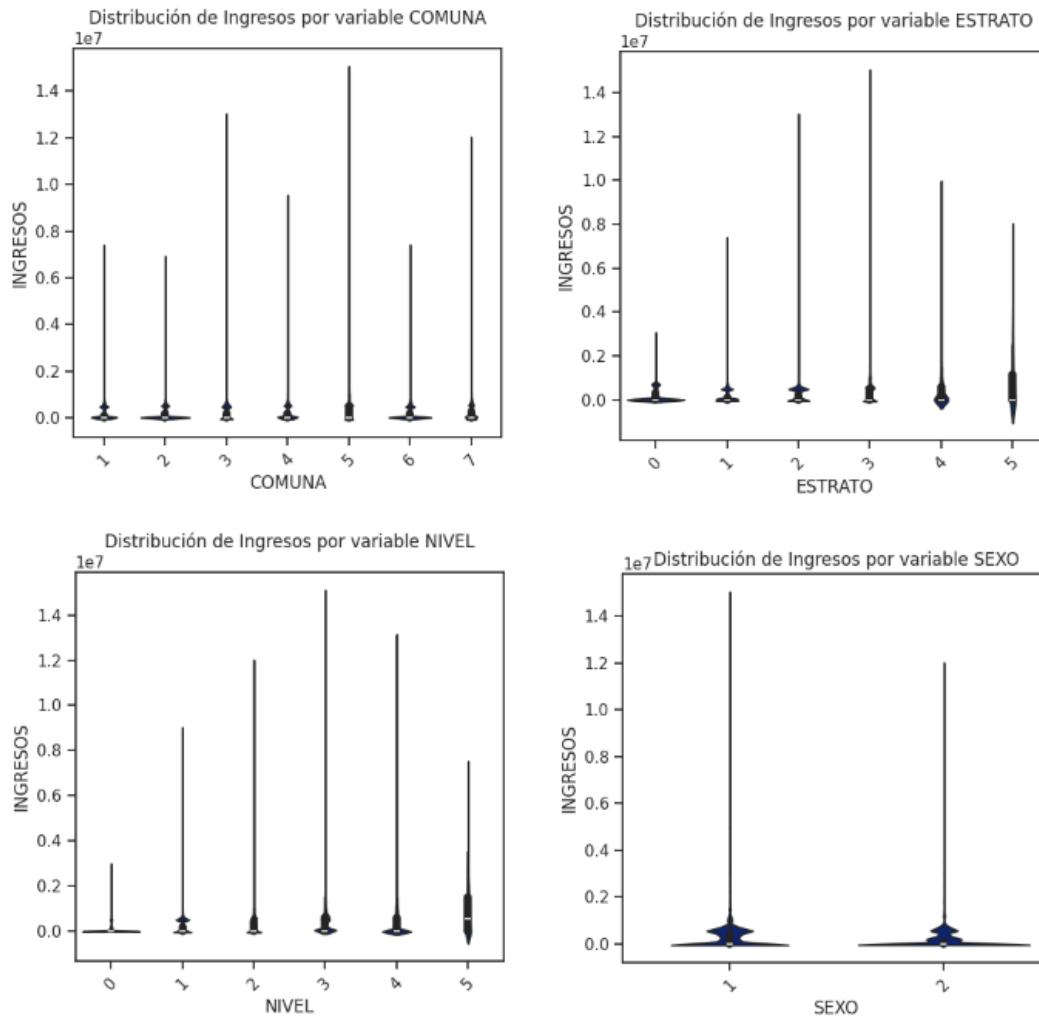 Distribución de Ingresos por variable COMUNA
1e7
1.4
1.2
1.0
0.8
0.6
0.4
0.2
0.0
INGRESOS
1 2 3 4 5 6 7
COMUNA
Distribución de Ingresos por variable ESTRATO
1e7
1.4
1.2
1.0
0.8
0.6
0.4
0.2
0.0
INGRESOS
0 1 2 3 4 5
ESTRATO
Distribución de Ingresos por variable NIVEL
1e7
1.4
1.2
1.0
0.8
0.6
0.4
0.2
0.0
INGRESOS
0 1 2 3 4 5
NIVEL
1e7 Distribución de Ingresos por variable SEXO
1.4
1.2
1.0
0.8
0.6
0.4
0.2
0.0
INGRESOS
1 2
SEXO